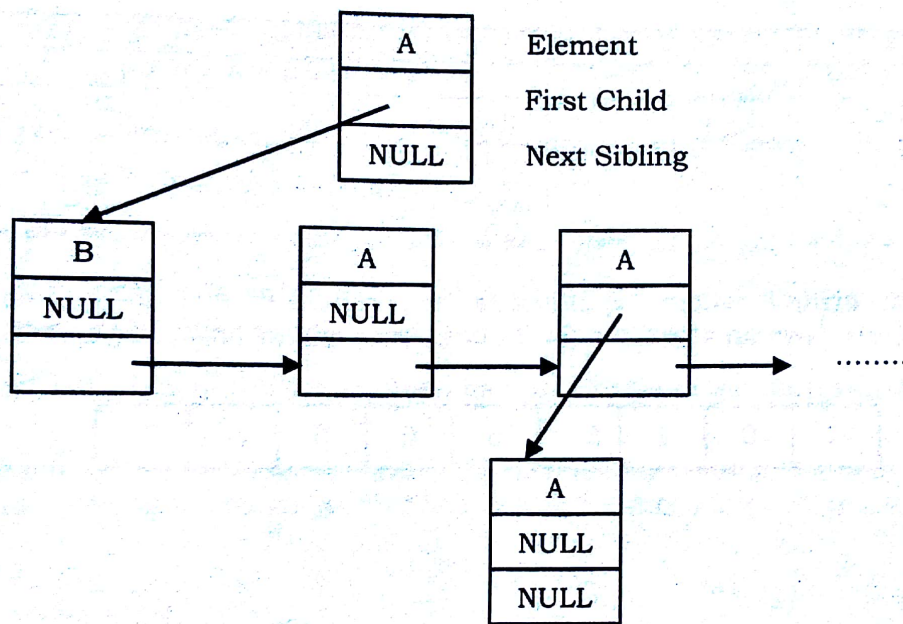 A Element
First Child
NULL Next Sibling
B A A
NULL NULL
..........
A
NULL
NULL